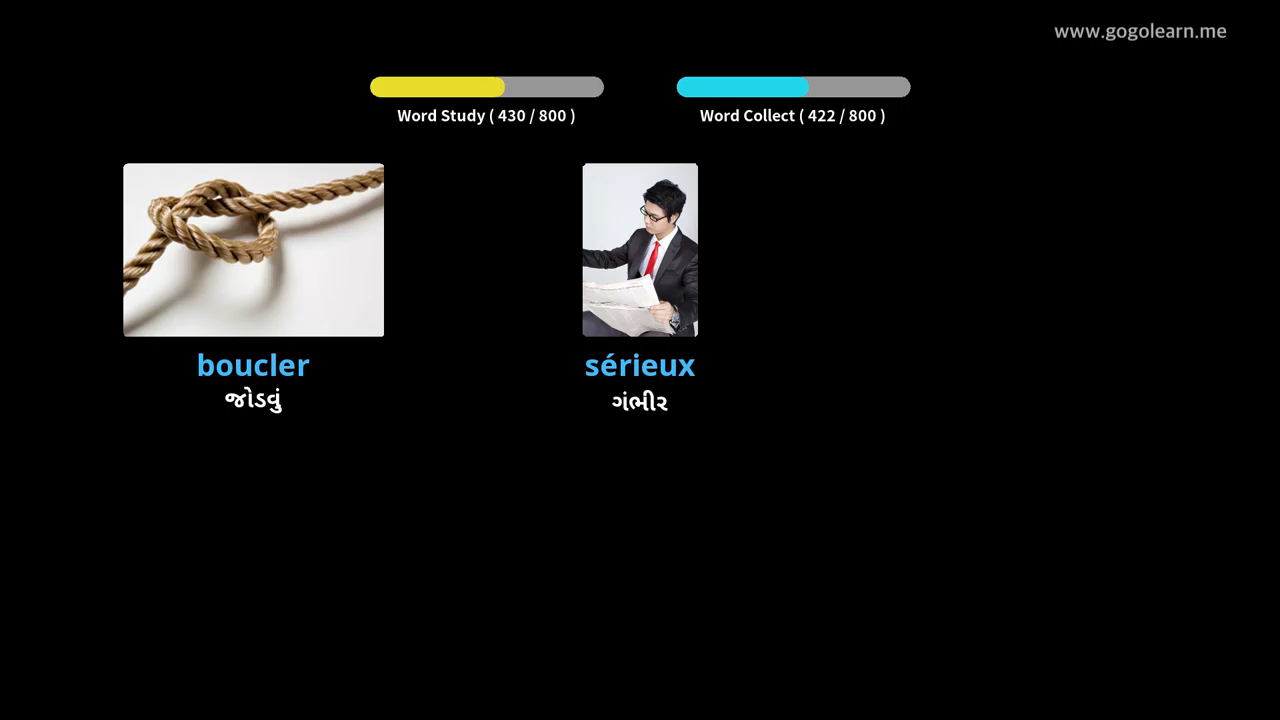 www.gogolearn.me
Word Study ( 430 / 800 )
Word Collect ( 422 / 800 )
boucler
જોડવું
sérieux
ગંભીર